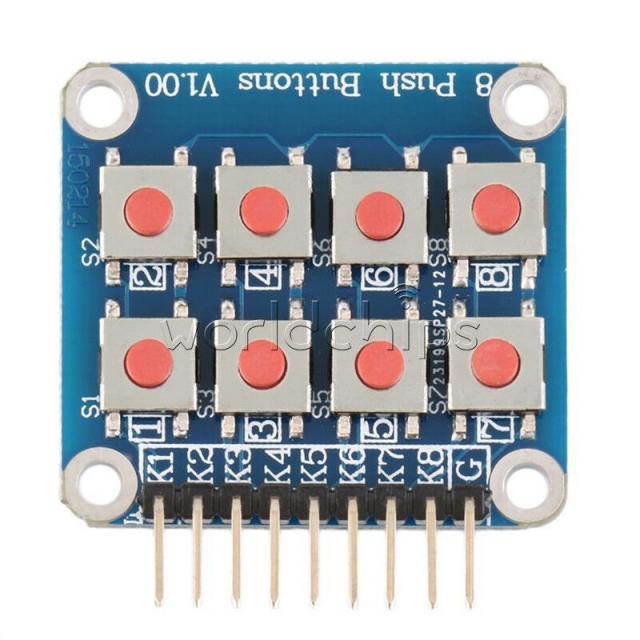 8 Push Buttons V1.00
150214
S2
S4
S6
S8
2
4
6
8
23199SP27-12
worldchips
S1
S3
S5
S7
1
3
5
7
K1 K2 K3 K4 K5 K6 K7 K8 G